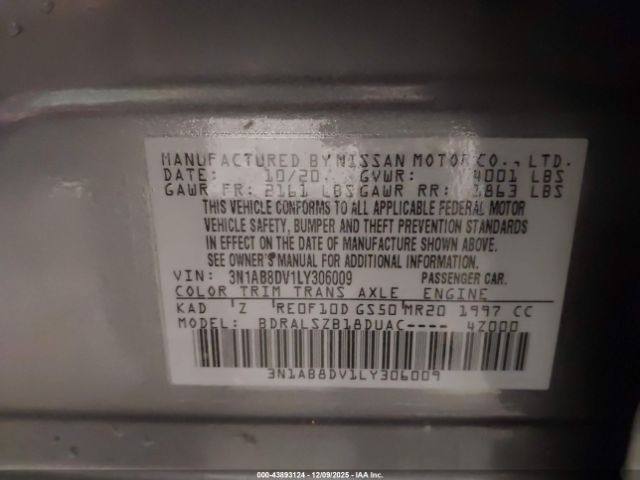 MANUFACTURED BY NISSAN MOTOR CO., LTD.
DATE: 10/20 GVWR: 4001 LBS
GAWR FR: 2161 LBS GAWR RR: 1863 LBS
THIS VEHICLE CONFORMS TO ALL APPLICABLE FEDERAL MOTOR
VEHICLE SAFETY, BUMPER AND THEFT PREVENTION STANDARDS
IN EFFECT ON THE DATE OF MANUFACTURE SHOWN ABOVE.
SEE OWNER'S MANUAL FOR ADDITIONAL INFORMATION.
VIN: 3N1AB8DV1LY306009 PASSENGER CAR.
COLOR TRIM TRANS AXLE ENGINE
KAD Z RE0F10D GS50 MR20 1997 CC
MODEL: BDRALSZB18DUAC---- 4Z000
3N1AB8DV1LY306009
000-43893124 | 12/09/2025 | IAA Inc.